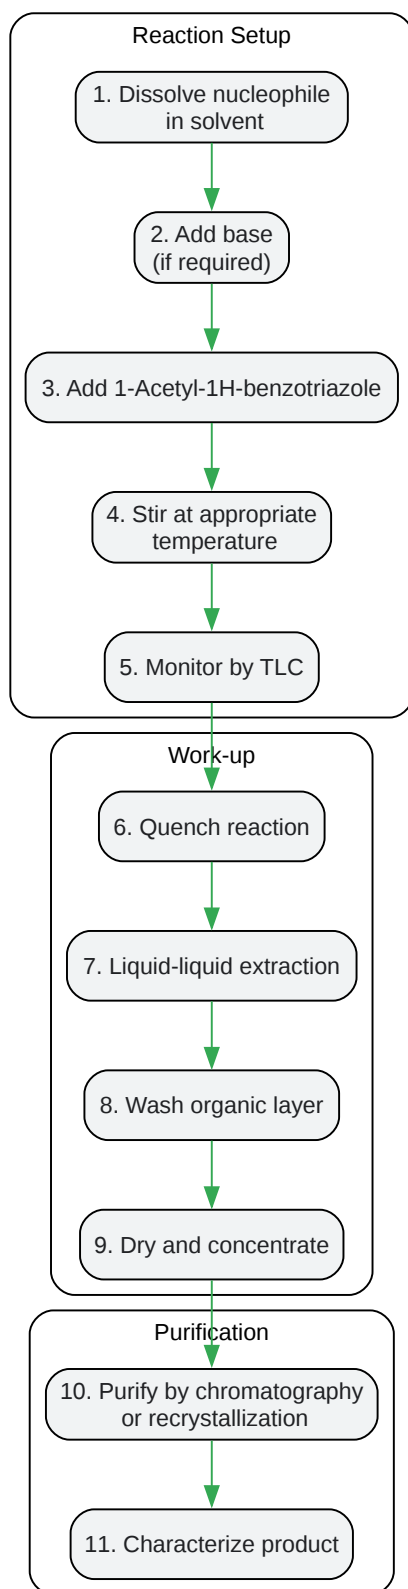 Reaction Setup
1. Dissolve nucleophile
in solvent
2. Add base
(if required)
3. Add 1-Acetyl-1H-benzotriazole
4. Stir at appropriate
temperature
5. Monitor by TLC
Work-up
6. Quench reaction
7. Liquid-liquid extraction
8. Wash organic layer
9. Dry and concentrate
Purification
10. Purify by chromatography
or recrystallization
11. Characterize product